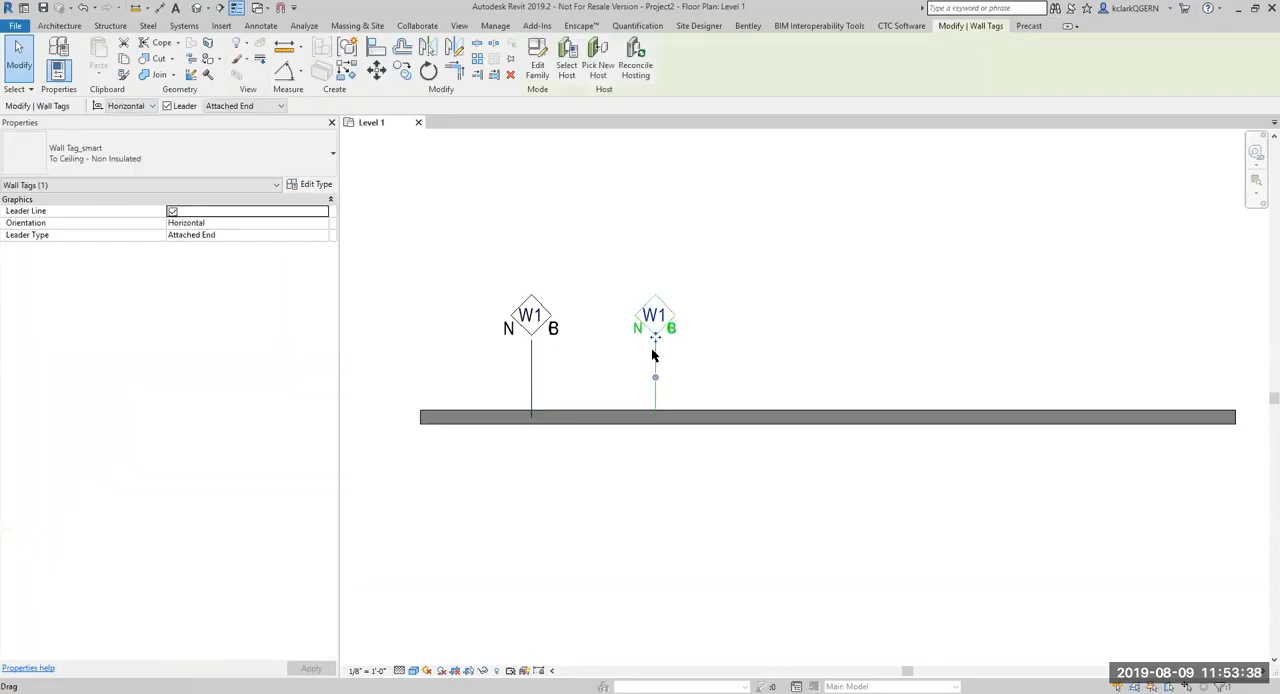 Autodesk Revit 2019.2 - Not For Resale Version - Project2 - Floor Plan: Level 1
Type a keyword or phrase
kclarkQGERN
File Architecture Structure Steel Systems Insert Annotate Analyze Massing & Site Collaborate View Manage Add-Ins Enscape™ Quantification Site Designer Bentley BIM Interoperability Tools CTC Software Modify | Wall Tags Precast
Modify
Paste
Cope
Cut
Join
Edit Family
Select Host
Pick New Host
Reconcile Hosting
Select Properties Clipboard Geometry View Measure Create Modify Mode Host
Modify | Wall Tags Horizontal Leader Attached End
Properties
Level 1
Wall Tag_smart
To Ceiling - Non Insulated
Wall Tags (1) Edit Type
Graphics
Leader Line
Orientation Horizontal
Leader Type Attached End
W1
N B
W1
N B
Properties help Apply
1/8" = 1'-0"
2019-08-09 11:53:38
Drag
:0
Main Model